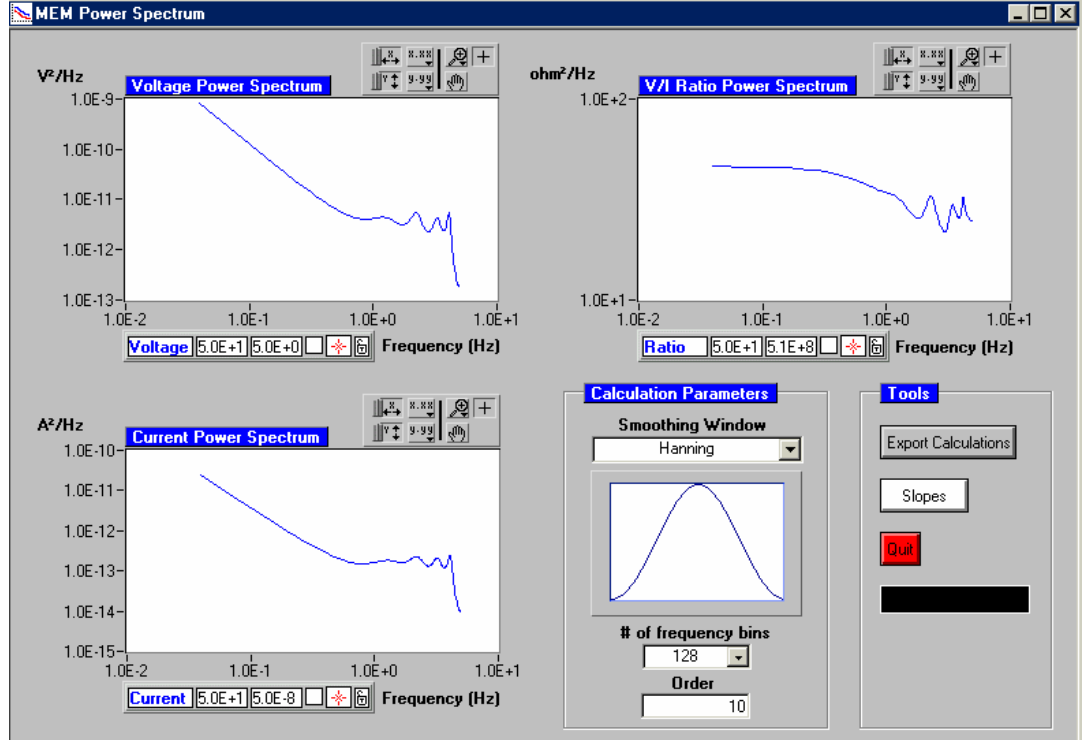 MEM Power Spectrum
V²/Hz
Voltage Power Spectrum
X.XX
Y.YY
1.0E-9
1.0E-10
1.0E-11
1.0E-12
1.0E-13
1.0E-2 1.0E-1 1.0E+0 1.0E+1
Voltage 5.0E+1 5.0E+0 Frequency (Hz)
ohm²/Hz
V/I Ratio Power Spectrum
X.XX
Y.YY
1.0E+2
1.0E+1
1.0E-2 1.0E-1 1.0E+0 1.0E+1
Ratio 5.0E+1 5.1E+8 Frequency (Hz)
A²/Hz
Current Power Spectrum
X.XX
Y.YY
1.0E-10
1.0E-11
1.0E-12
1.0E-13
1.0E-14
1.0E-15
1.0E-2 1.0E-1 1.0E+0 1.0E+1
Current 5.0E+1 5.0E-8 Frequency (Hz)
Calculation Parameters
Smoothing Window
Hanning
# of frequency bins
128
Order
10
Tools
Export Calculations
Slopes
Quit